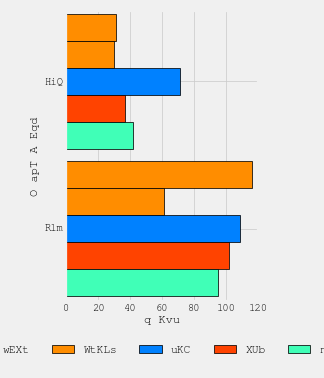 HiQ
Rlm
O apT A Eqd
0 20 40 60 80 100 120
q Kvu
wEXt WtKLs uKC XUb